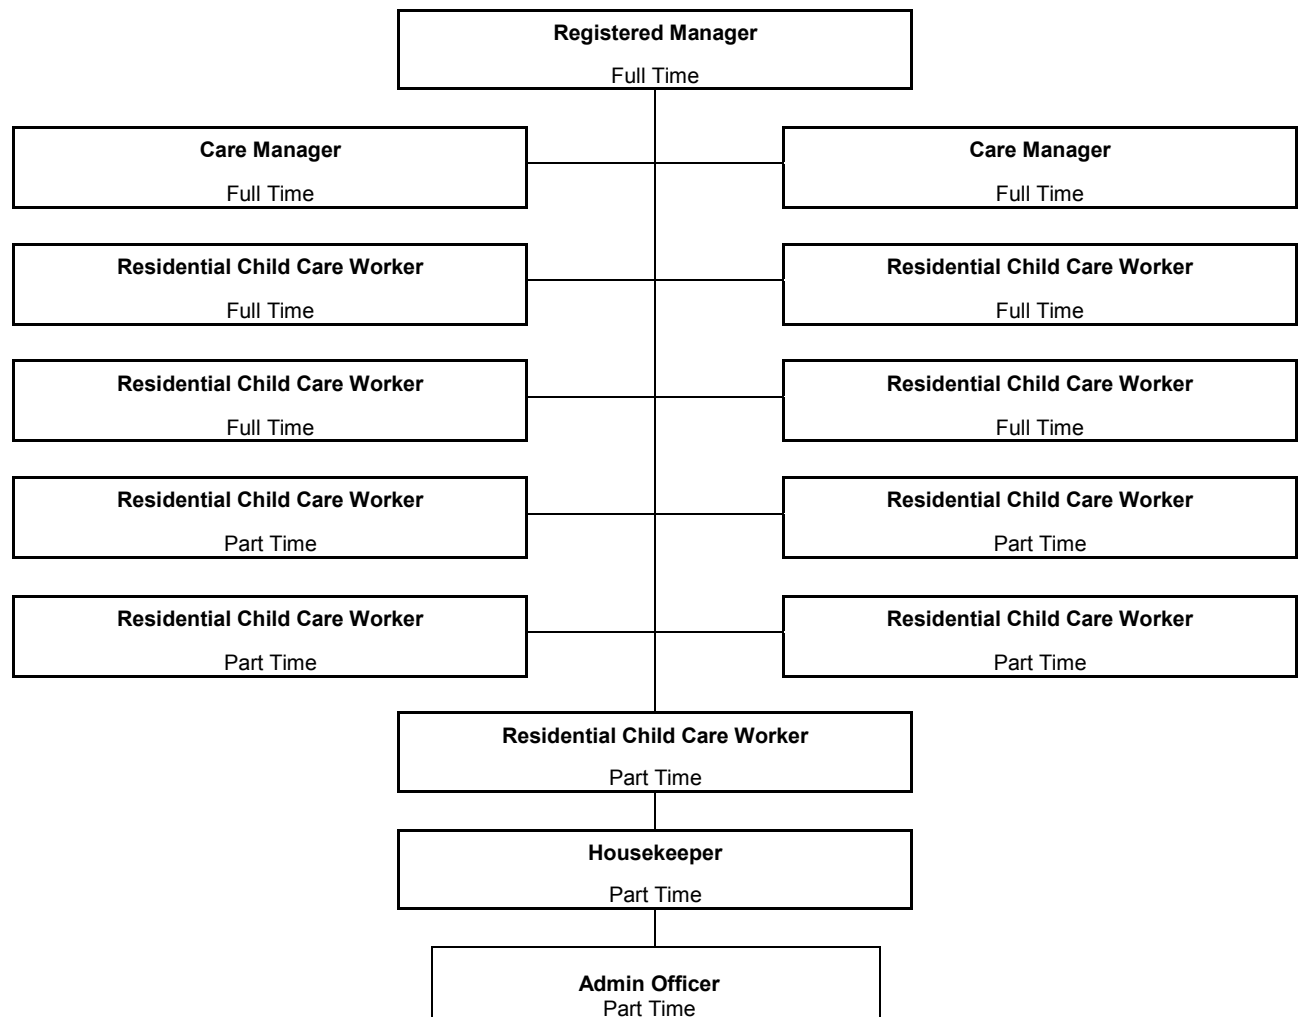 Registered Manager
Full Time
Care Manager
Full Time
Care Manager
Full Time
Residential Child Care Worker
Full Time
Residential Child Care Worker
Full Time
Residential Child Care Worker
Full Time
Residential Child Care Worker
Full Time
Residential Child Care Worker
Part Time
Residential Child Care Worker
Part Time
Residential Child Care Worker
Part Time
Residential Child Care Worker
Part Time
Residential Child Care Worker
Part Time
Housekeeper
Part Time
Admin Officer
Part Time